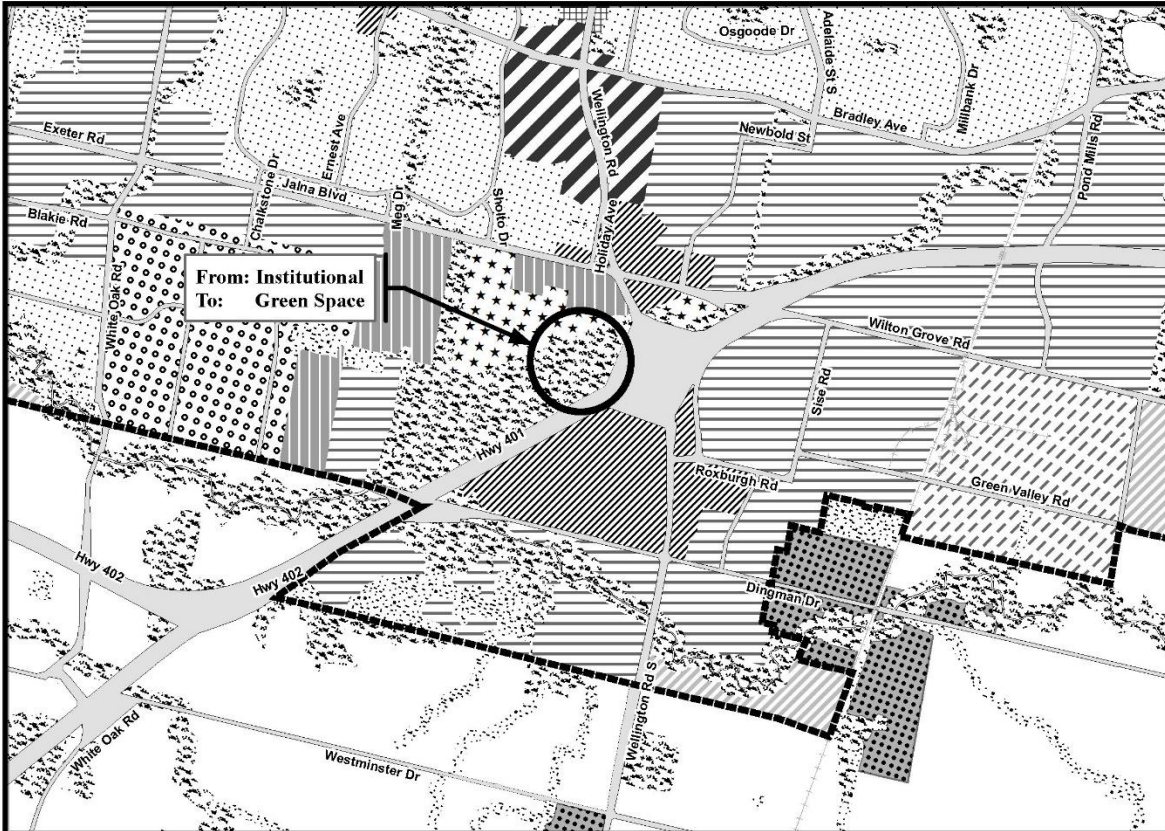 Osgoode Dr
Adelaide St S
Millbank Dr
Bradley Ave
Newbold St
Pond Mills Rd
Wellington Rd
Exeter Rd
Ernest Ave
Jalna Blvd
Chalkstone Dr
Meg Dr
Sholto Dr
Holiday Ave
Blakie Rd
White Oak Rd
From: Institutional
To: Green Space
Wilton Grove Rd
Siser Rd
Hwy 401
Roxburgh Rd
Green Valley Rd
Hwy 402
Hwy 402
Dingman Dr
Wellington Rd S
White Oak Rd
Westminster Dr